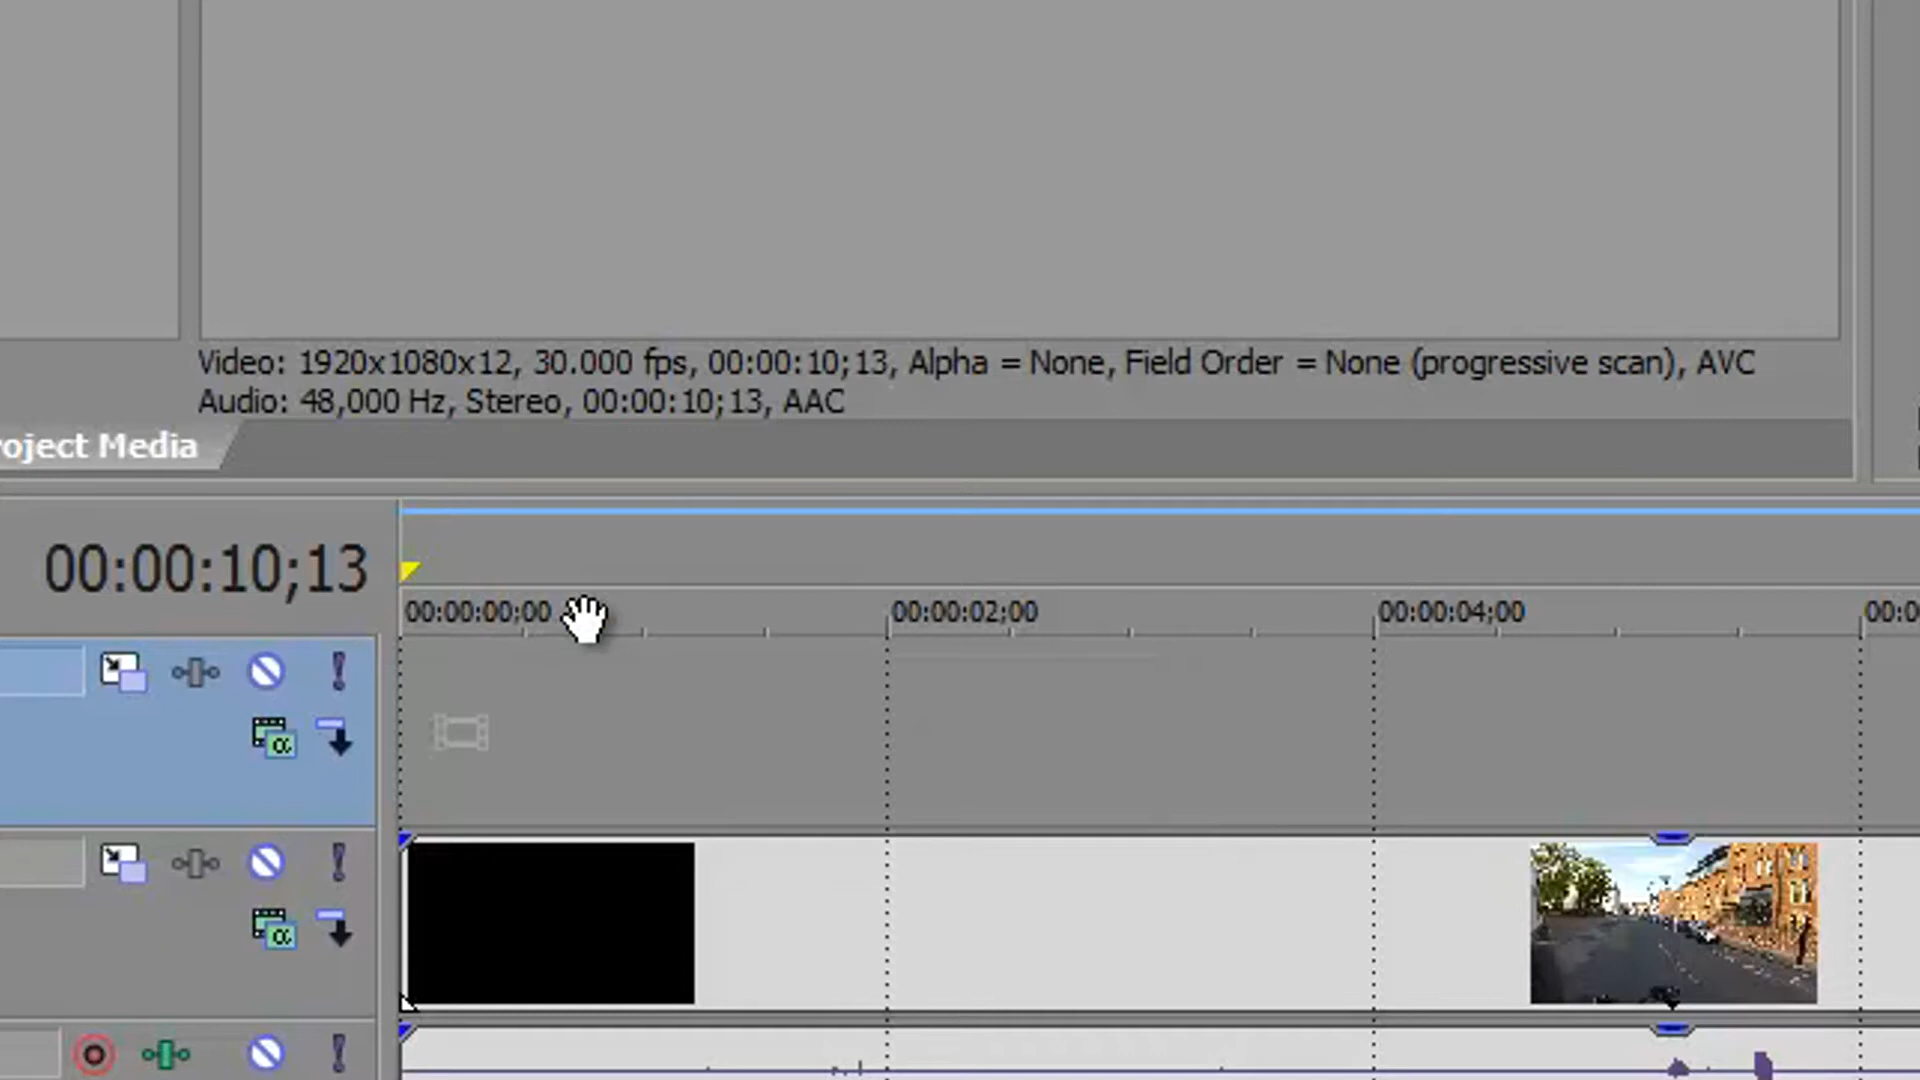 Video: 1920x1080x12, 30.000 fps, 00:00:10;13, Alpha = None, Field Order = None (progressive scan), AVC
Audio: 48,000 Hz, Stereo, 00:00:10;13, AAC
oject Media
00:00:10;13
00:00:00;00 00:00:02;00 00:00:04;00 00:0